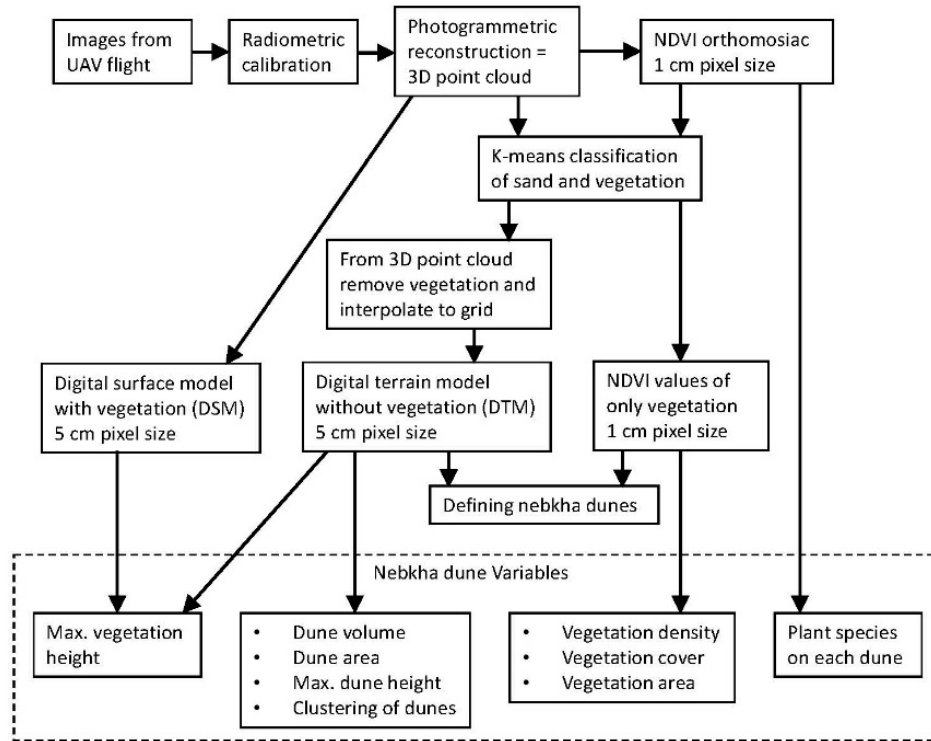 Images from
UAV flight
Radiometric
calibration
Photogrammetric
reconstruction =
3D point cloud
NDVI orthomosiac
1 cm pixel size
K-means classification
of sand and vegetation
From 3D point cloud
remove vegetation and
interpolate to grid
Digital surface model
with vegetation (DSM)
5 cm pixel size
Digital terrain model
without vegetation (DTM)
5 cm pixel size
NDVI values of
only vegetation
1 cm pixel size
Defining nebkha dunes
Nebkha dune Variables
Max. vegetation
height
• Dune volume
• Dune area
• Max. dune height
• Clustering of dunes
• Vegetation density
• Vegetation cover
• Vegetation area
Plant species
on each dune